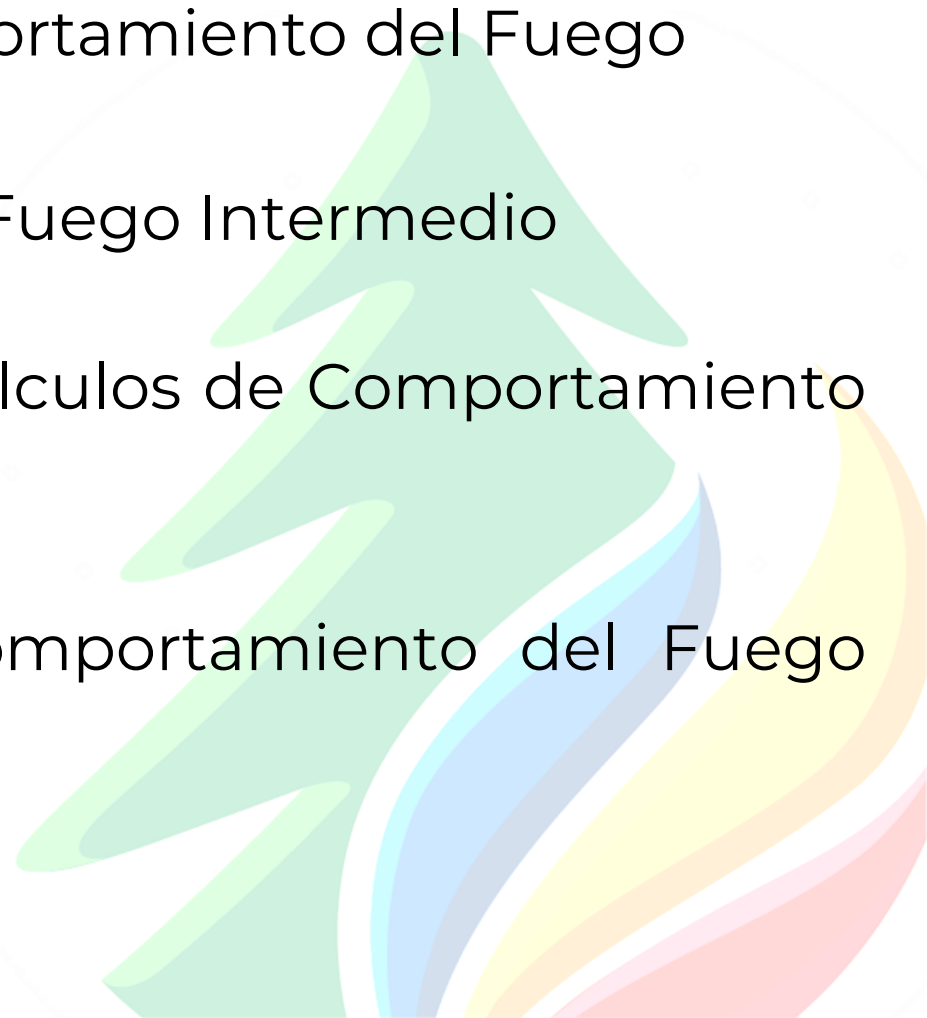 ortamiento del Fuego
Fuego Intermedio
lculos de Comportamiento
omportamiento del Fuego